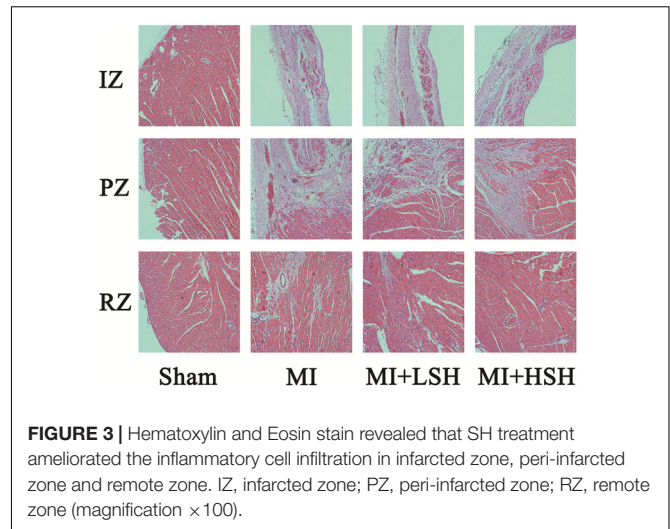 IZ
PZ
RZ
Sham MI MI+LSH MI+HSH
FIGURE 3 | Hematoxylin and Eosin stain revealed that SH treatment
ameliorated the inflammatory cell infiltration in infarcted zone, peri-infarcted
zone and remote zone. IZ, infarcted zone; PZ, peri-infarcted zone; RZ, remote
zone (magnification ×100).